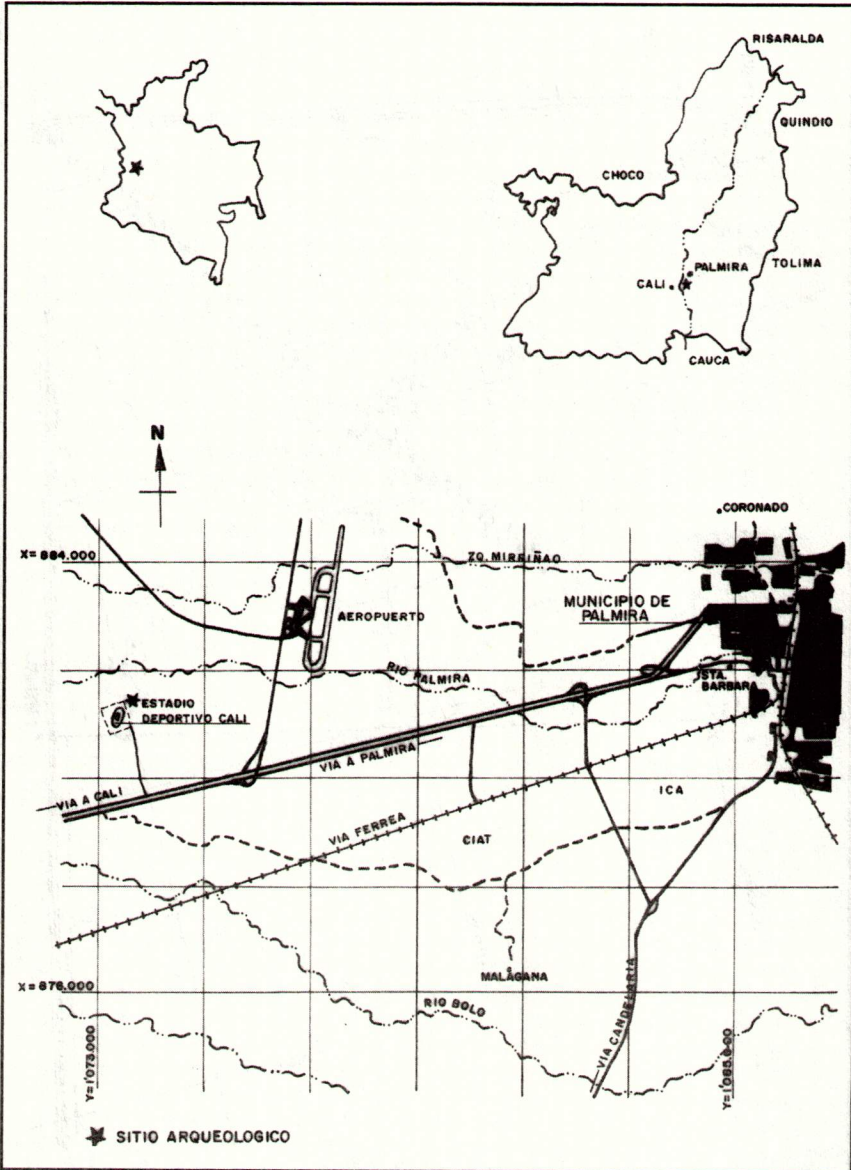 RISARALDA
QUINDIO
CHOCO
PALMIRA
TOLIMA
CALI
CAUCA
N
CORONADO
X= 884.000
ZQ. MIRRIÑAO
MUNICIPIO DE
PALMIRA
AEROPUERTO
RIO PALMIRA
STA.
BARBARA
ESTADIO
DEPORTIVO CALI
VIA A PALMIRA
VIA A CALI
ICA
VIA FERREA
CIAT
MALAGANA
X= 876.000
RIO BOLO
VIA CANDELARIA
Y=1'073.000
SITIO ARQUEOLOGICO